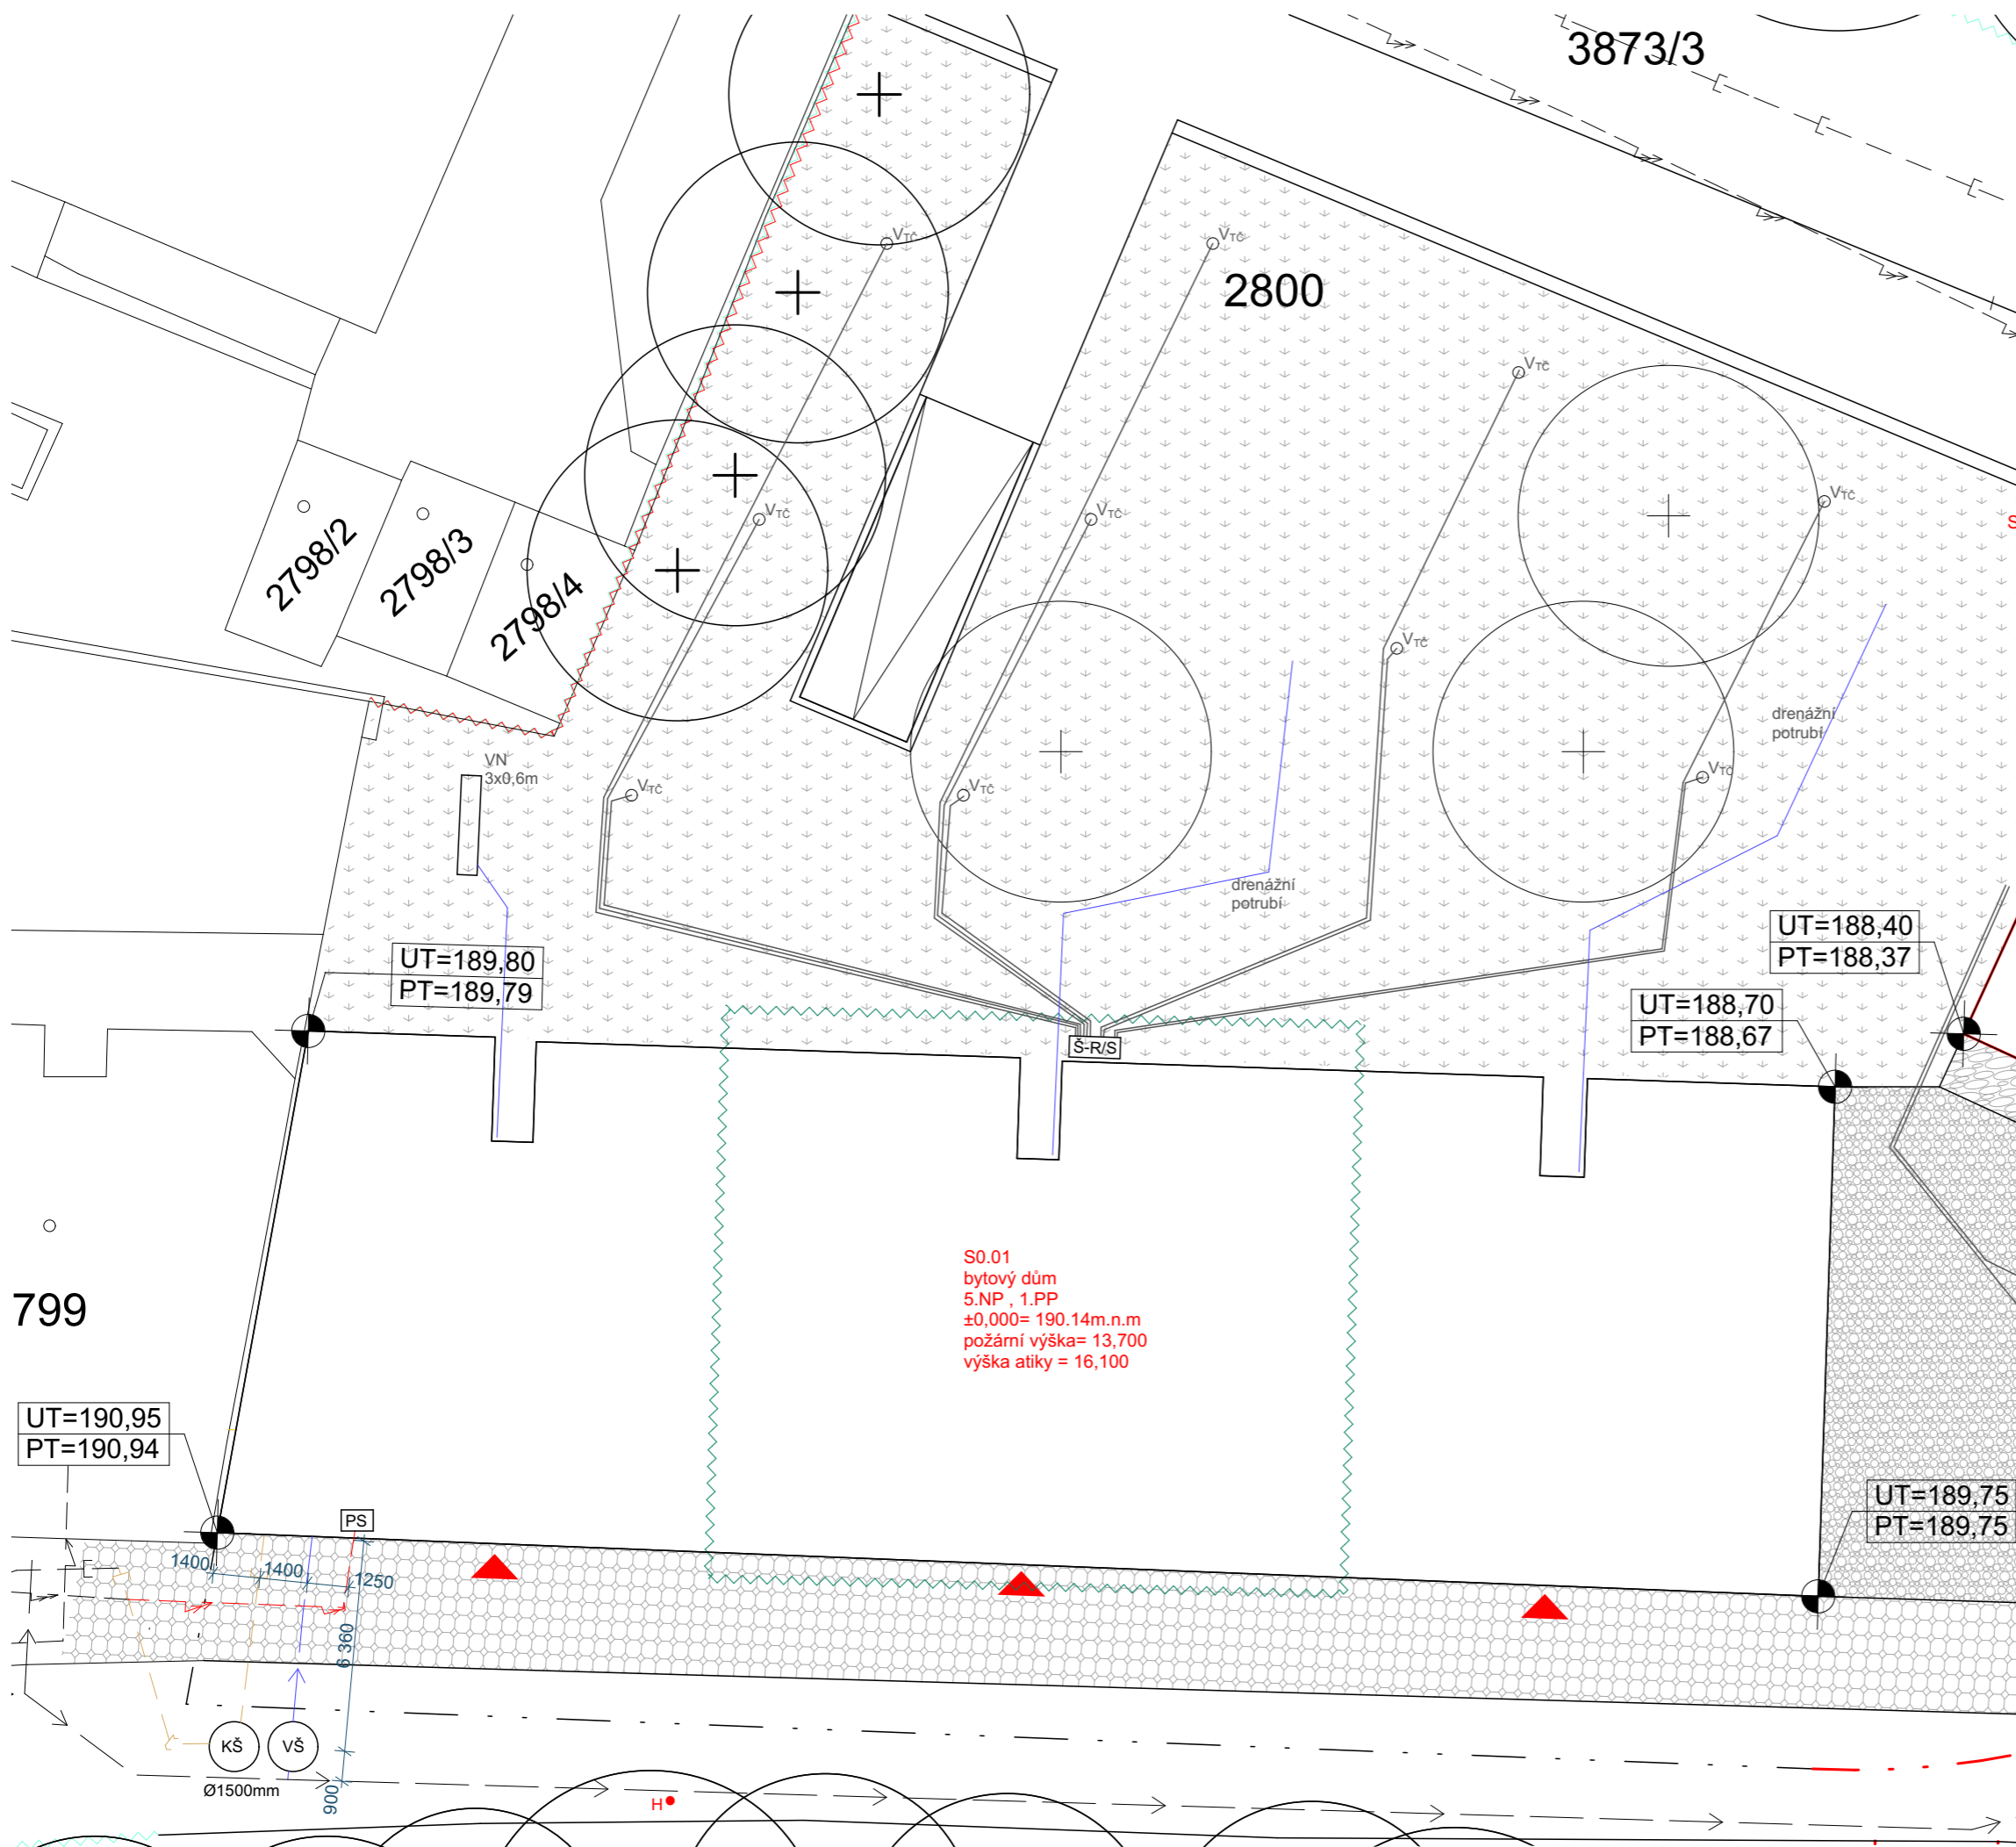 3873/3
VTČ
VTČ
2800
VTČ
VTČ
VTČ
VTČ
S
2798/2
2798/3
2798/4
VTČ
drenážní
potrubí
VN
3x0,6m
VTČ
VTČ
VTČ
drenážní
potrubí
UT=188,40
PT=188,37
UT=189,80
PT=189,79
UT=188,70
PT=188,67
Š-R/S
S0.01
bytový dům
5.NP , 1.PP
±0,000= 190.14m.n.m
požární výška= 13,700
výška atiky = 16,100
799
UT=190,95
PT=190,94
UT=189,75
PT=189,75
PS
1400
1400
1250
6 360
KŠ
VŠ
Ø1500mm
900
H